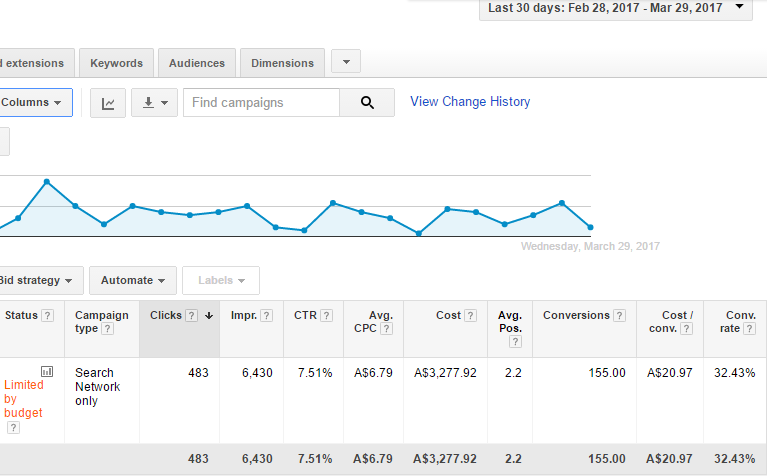 Last 30 days: Feb 28, 2017 - Mar 29, 2017
d extensions Keywords Audiences Dimensions
Columns Find campaigns View Change History
Wednesday, March 29, 2017
Bid strategy Automate Labels
Status ? Campaign type ? Clicks ? Impr. ? CTR ? Avg. CPC ? Cost ? Avg. Pos. ? Conversions ? Cost / conv. ? Conv. rate ?
Limited by budget ? Search Network only 483 6,430 7.51% A$6.79 A$3,277.92 2.2 155.00 A$20.97 32.43%
483 6,430 7.51% A$6.79 A$3,277.92 2.2 155.00 A$20.97 32.43%